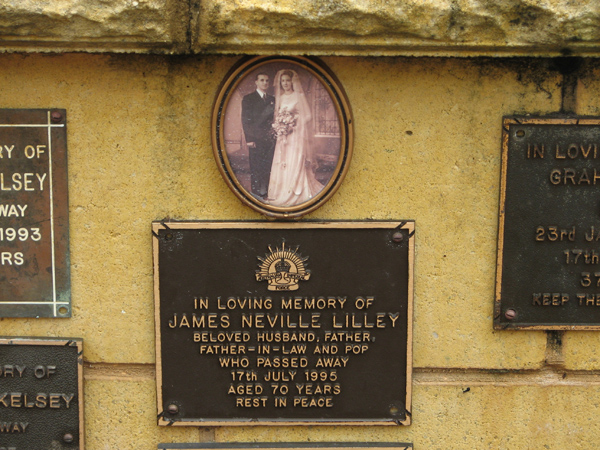 RY OF
ELSEY
WAY
1993
RS
IN LOVING MEMORY OF
JAMES NEVILLE LILLEY
BELOVED HUSBAND, FATHER,
FATHER-IN-LAW AND POP
WHO PASSED AWAY
17th JULY 1995
AGED 70 YEARS
REST IN PEACE
IN LOVI
GRAH
23rd J
17th
37
KEEP THE
ORY OF
KELSEY
WAY